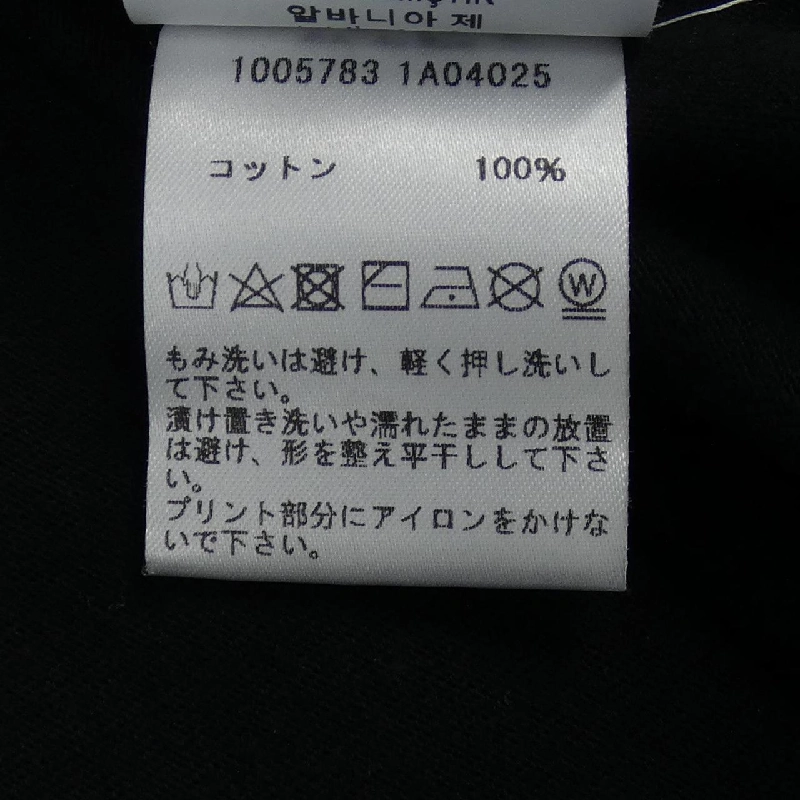 알바니아 제
1005783 1A04025
コットン 100%
W
もみ洗いは避け、軽く押し洗いし
て下さい。
漬け置き洗いや濡れたままの放置
は避け、形を整え平干しして下さ
い。
プリント部分にアイロンをかけな
いで下さい。